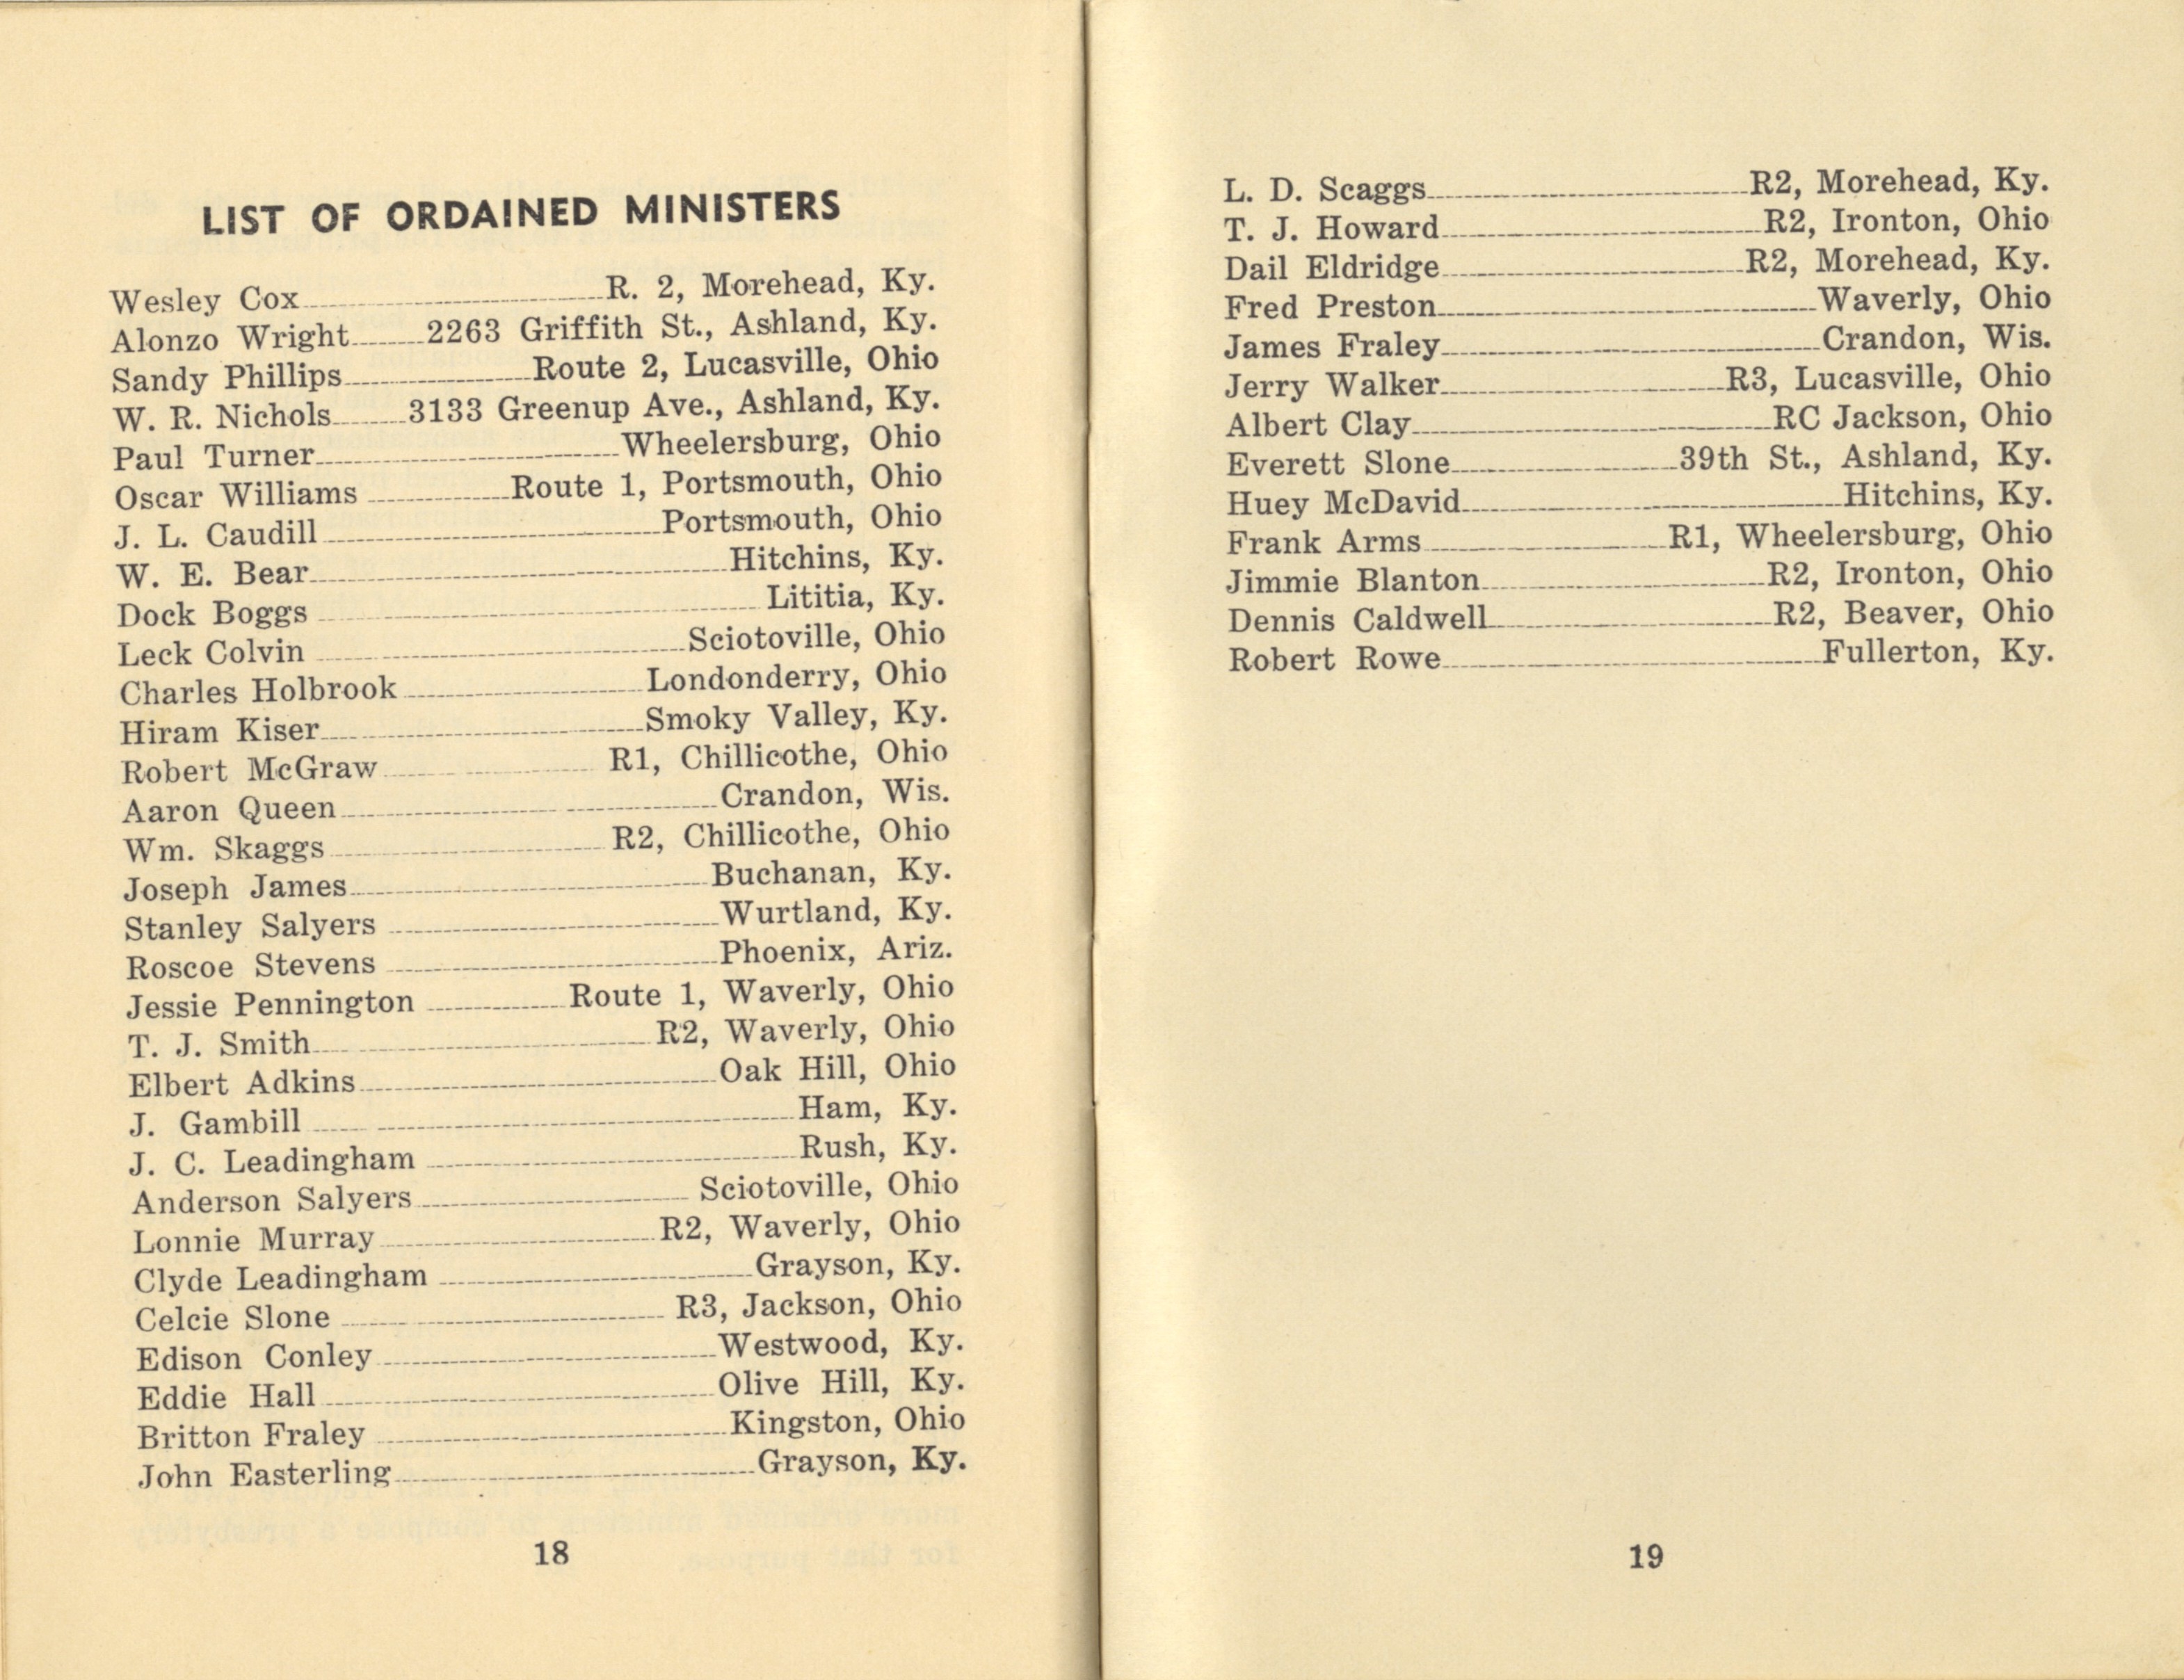 LIST OF ORDAINED MINISTERS
Wesley Cox R. 2, Morehead, Ky.
Alonzo Wright 2263 Griffith St., Ashland, Ky.
Sandy Phillips Route 2, Lucasville, Ohio
W. R. Nichols 3133 Greenup Ave., Ashland, Ky.
Paul Turner Wheelersburg, Ohio
Oscar Williams Route 1, Portsmouth, Ohio
J. L. Caudill Portsmouth, Ohio
W. E. Bear Hitchins, Ky.
Dock Boggs Lititia, Ky.
Leck Colvin Sciotoville, Ohio
Charles Holbrook Londonderry, Ohio
Hiram Kiser Smoky Valley, Ky.
Robert McGraw R1, Chillicothe, Ohio
Aaron Queen Crandon, Wis.
Wm. Skaggs R2, Chillicothe, Ohio
Joseph James Buchanan, Ky.
Stanley Salyers Wurtland, Ky.
Roscoe Stevens Phoenix, Ariz.
Jessie Pennington Route 1, Waverly, Ohio
T. J. Smith R2, Waverly, Ohio
Elbert Adkins Oak Hill, Ohio
J. Gambill Ham, Ky.
J. C. Leadingham Rush, Ky.
Anderson Salyers Sciotoville, Ohio
Lonnie Murray R2, Waverly, Ohio
Clyde Leadingham Grayson, Ky.
Celcie Slone R3, Jackson, Ohio
Edison Conley Westwood, Ky.
Eddie Hall Olive Hill, Ky.
Britton Fraley Kingston, Ohio
John Easterling Grayson, Ky.
18
L. D. Scaggs R2, Morehead, Ky.
T. J. Howard R2, Ironton, Ohio
Dail Eldridge R2, Morehead, Ky.
Fred Preston Waverly, Ohio
James Fraley Crandon, Wis.
Jerry Walker R3, Lucasville, Ohio
Albert Clay RC Jackson, Ohio
Everett Slone 39th St., Ashland, Ky.
Huey McDavid Hitchins, Ky.
Frank Arms R1, Wheelersburg, Ohio
Jimmie Blanton R2, Ironton, Ohio
Dennis Caldwell R2, Beaver, Ohio
Robert Rowe Fullerton, Ky.
19